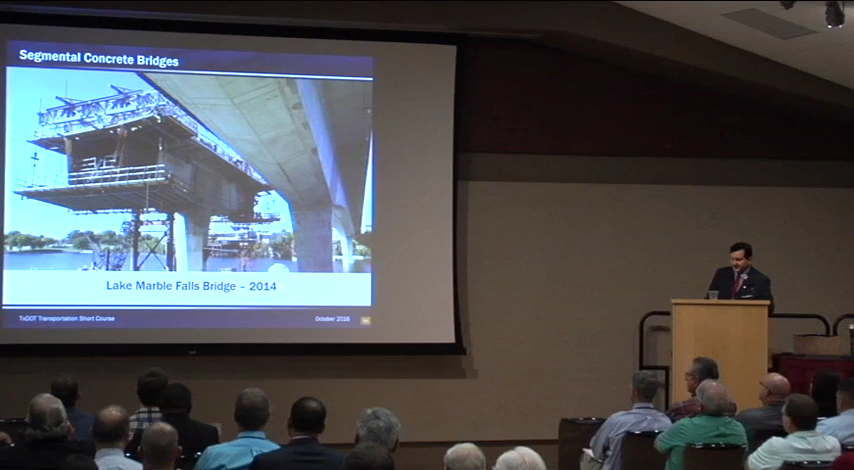 Segmental Concrete Bridges
Lake Marble Falls Bridge – 2014
TxDOT Transportation Short Course
October 2016